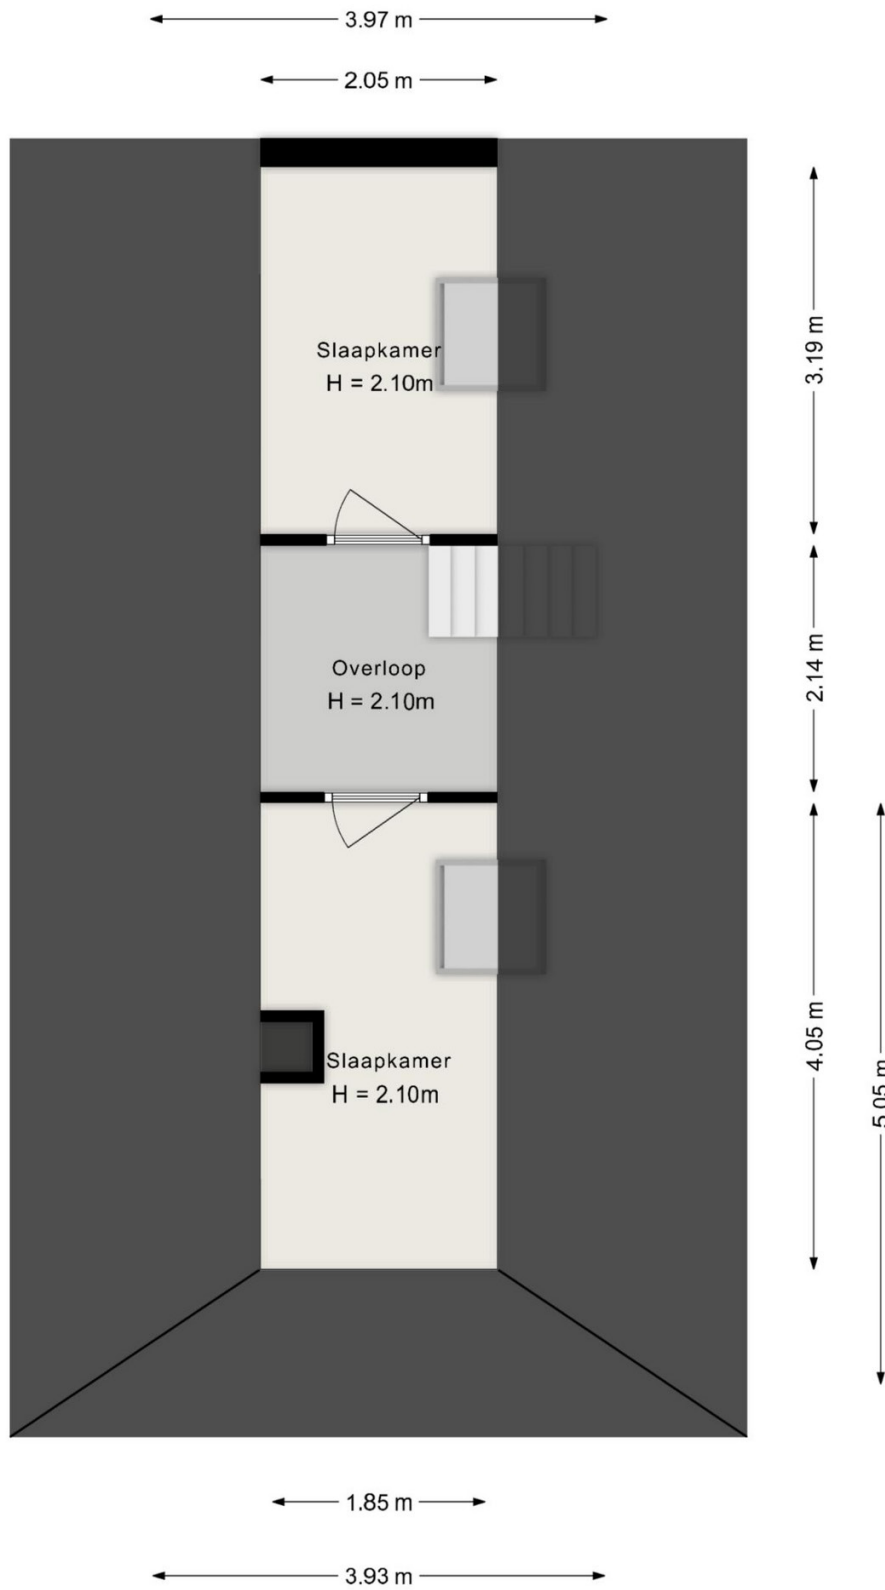 3.97 m
2.05 m
Slaapkamer
H = 2.10m
3.19 m
Overloop
H = 2.10m
2.14 m
Slaapkamer
H = 2.10m
4.05 m
5.05 m
1.85 m
3.93 m